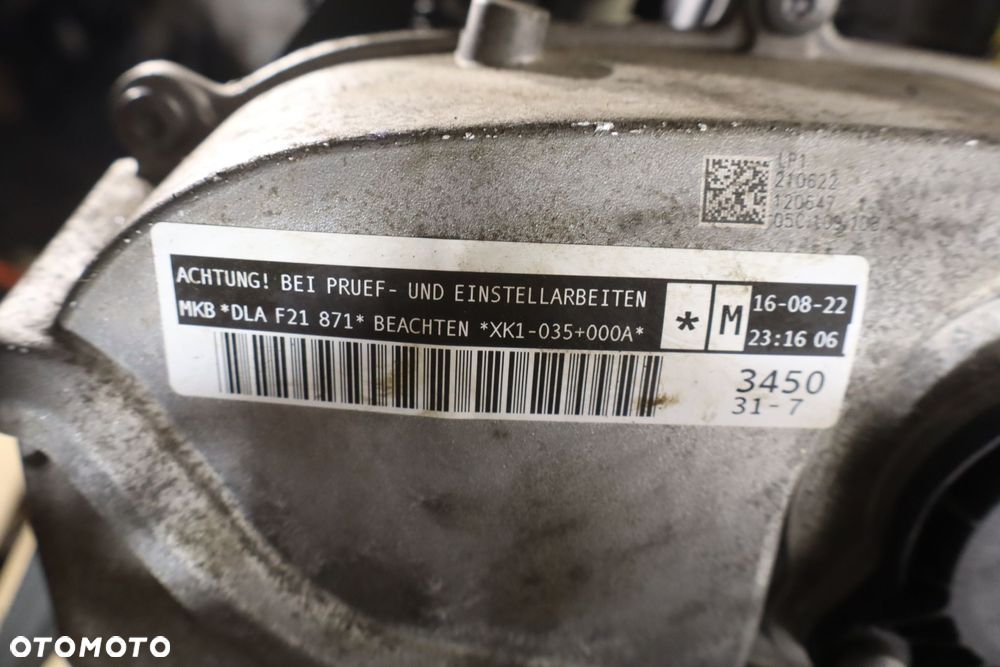 LP1
210622
120647
05C 109 108
ACHTUNG! BEI PRUEF- UND EINSTELLARBEITEN
MKB *DLA F21 871* BEACHTEN *XK1-035+000A*
* M
16-08-22
23:16 06
3450
31-7
OTOMOTO